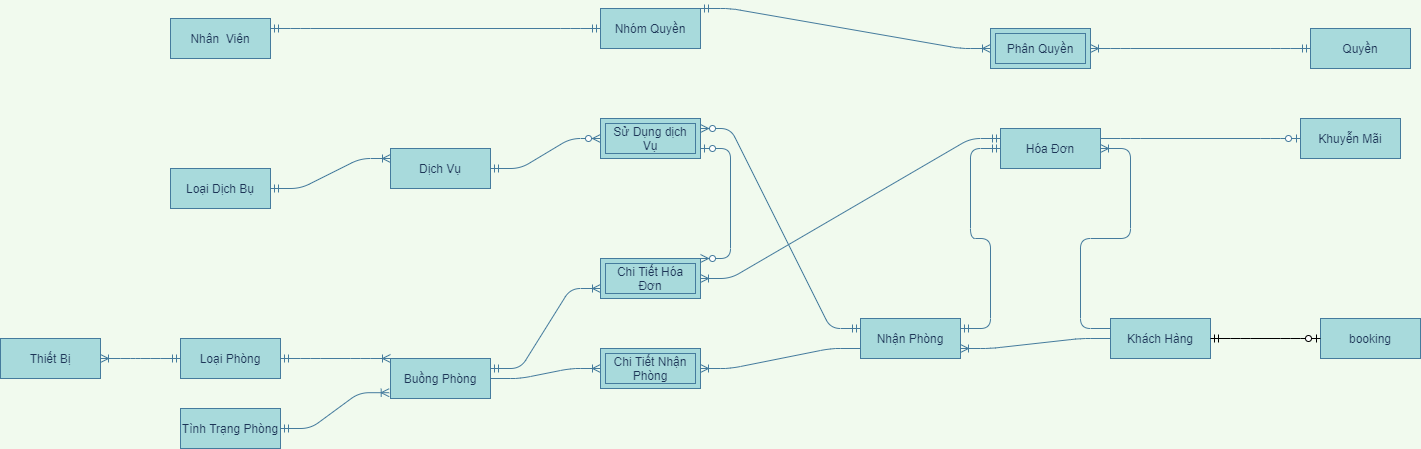 Nhân Viên
Nhóm Quyền
Phân Quyền
Quyền
Sử Dụng dịch
Vụ
Khuyễn Mãi
Hóa Đơn
Dịch Vụ
Loại Dịch Bụ
Chi Tiết Hóa
Đơn
Nhận Phòng
Khách Hàng
booking
Thiết Bị
Loại Phòng
Chi Tiết Nhận
Phòng
Buồng Phòng
Tình Trạng Phòng